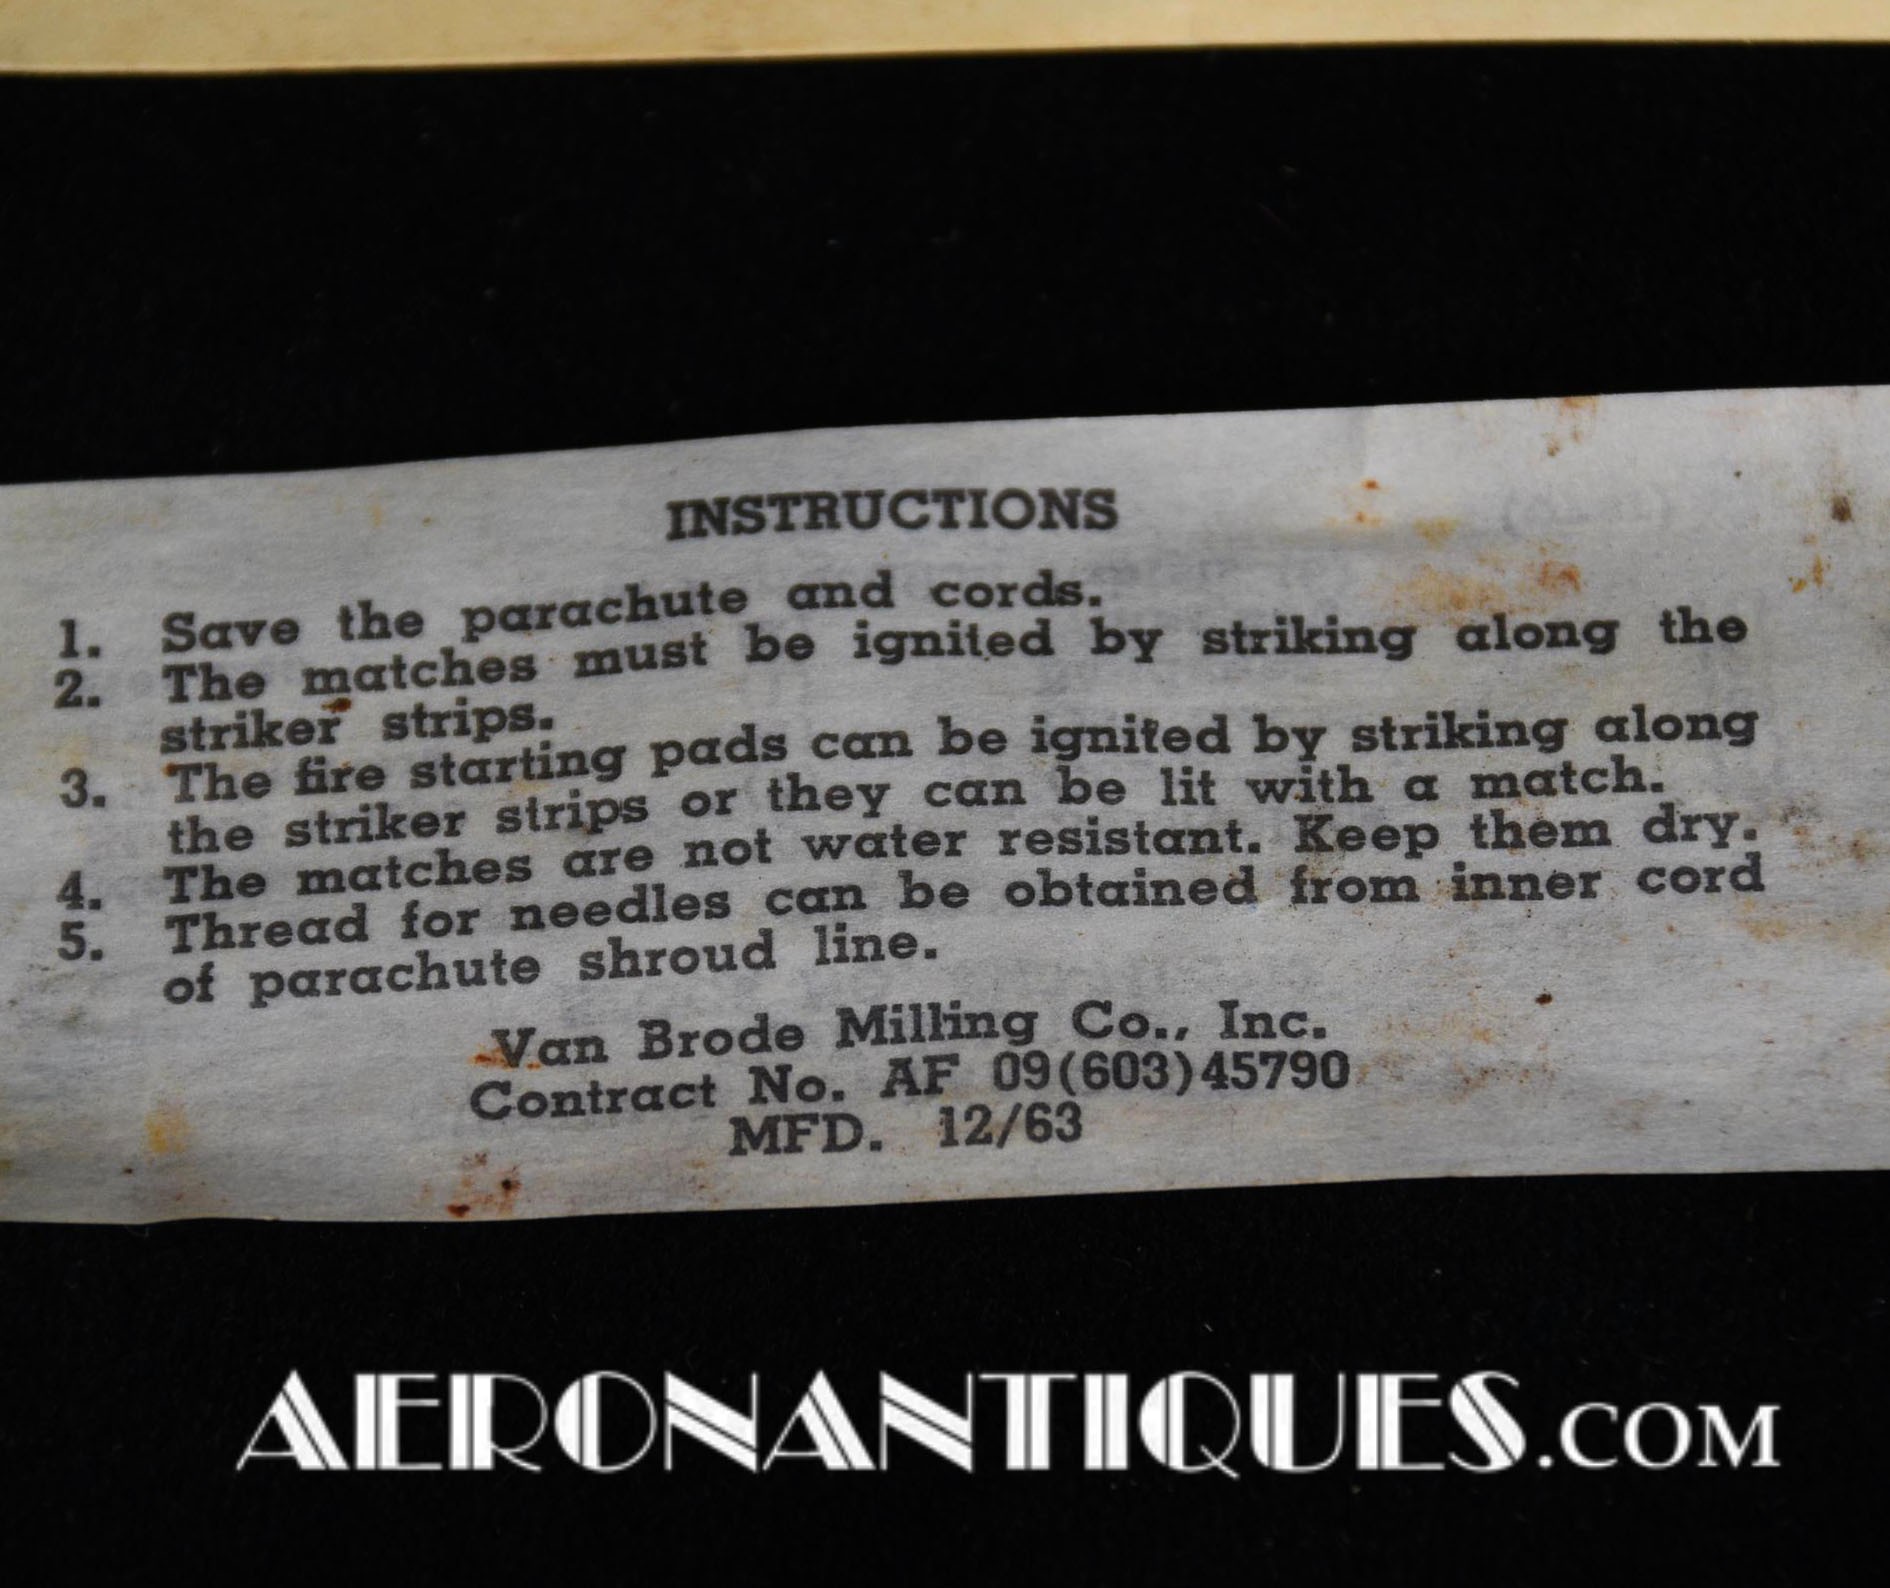 INSTRUCTIONS
1. Save the parachute and cords.
2. The matches must be ignited by striking along the
striker strips.
3. The fire starting pads can be ignited by striking along
the striker strips or they can be lit with a match.
4. The matches are not water resistant. Keep them dry.
5. Thread for needles can be obtained from inner cord
of parachute shroud line.
Van Brode Milling Co., Inc.
Contract No. AF 09(603)45790
MFD. 12/63
AERONANTIQUES.COM